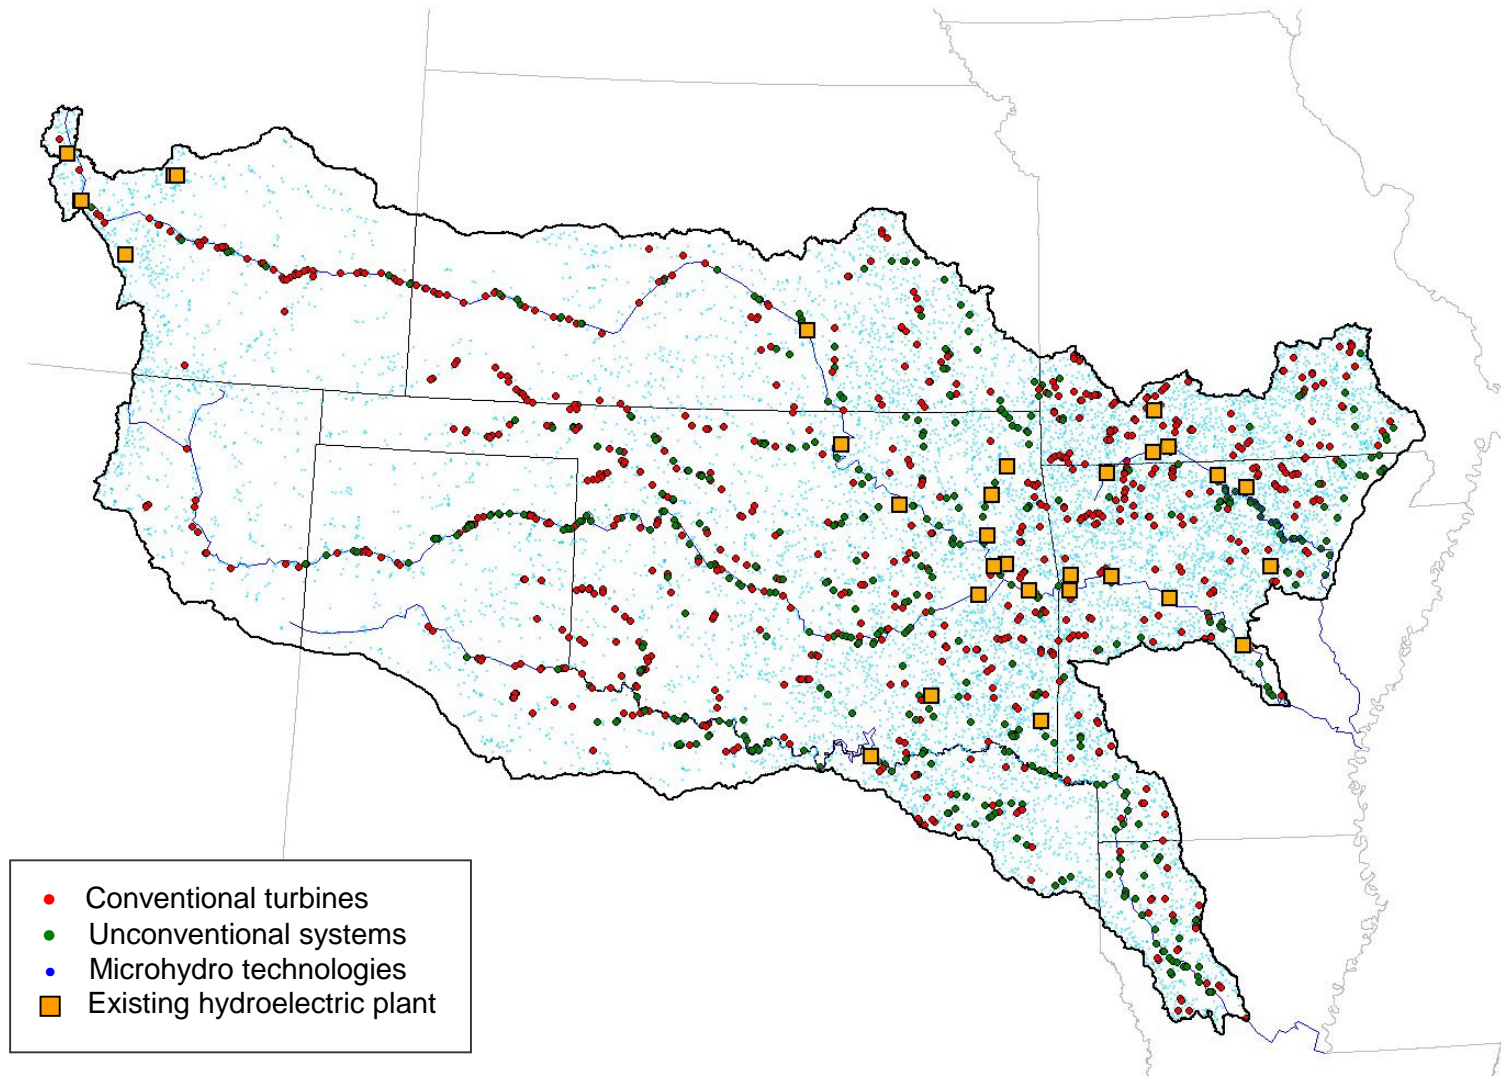 Conventional turbines
Unconventional systems
Microhydro technologies
Existing hydroelectric plant